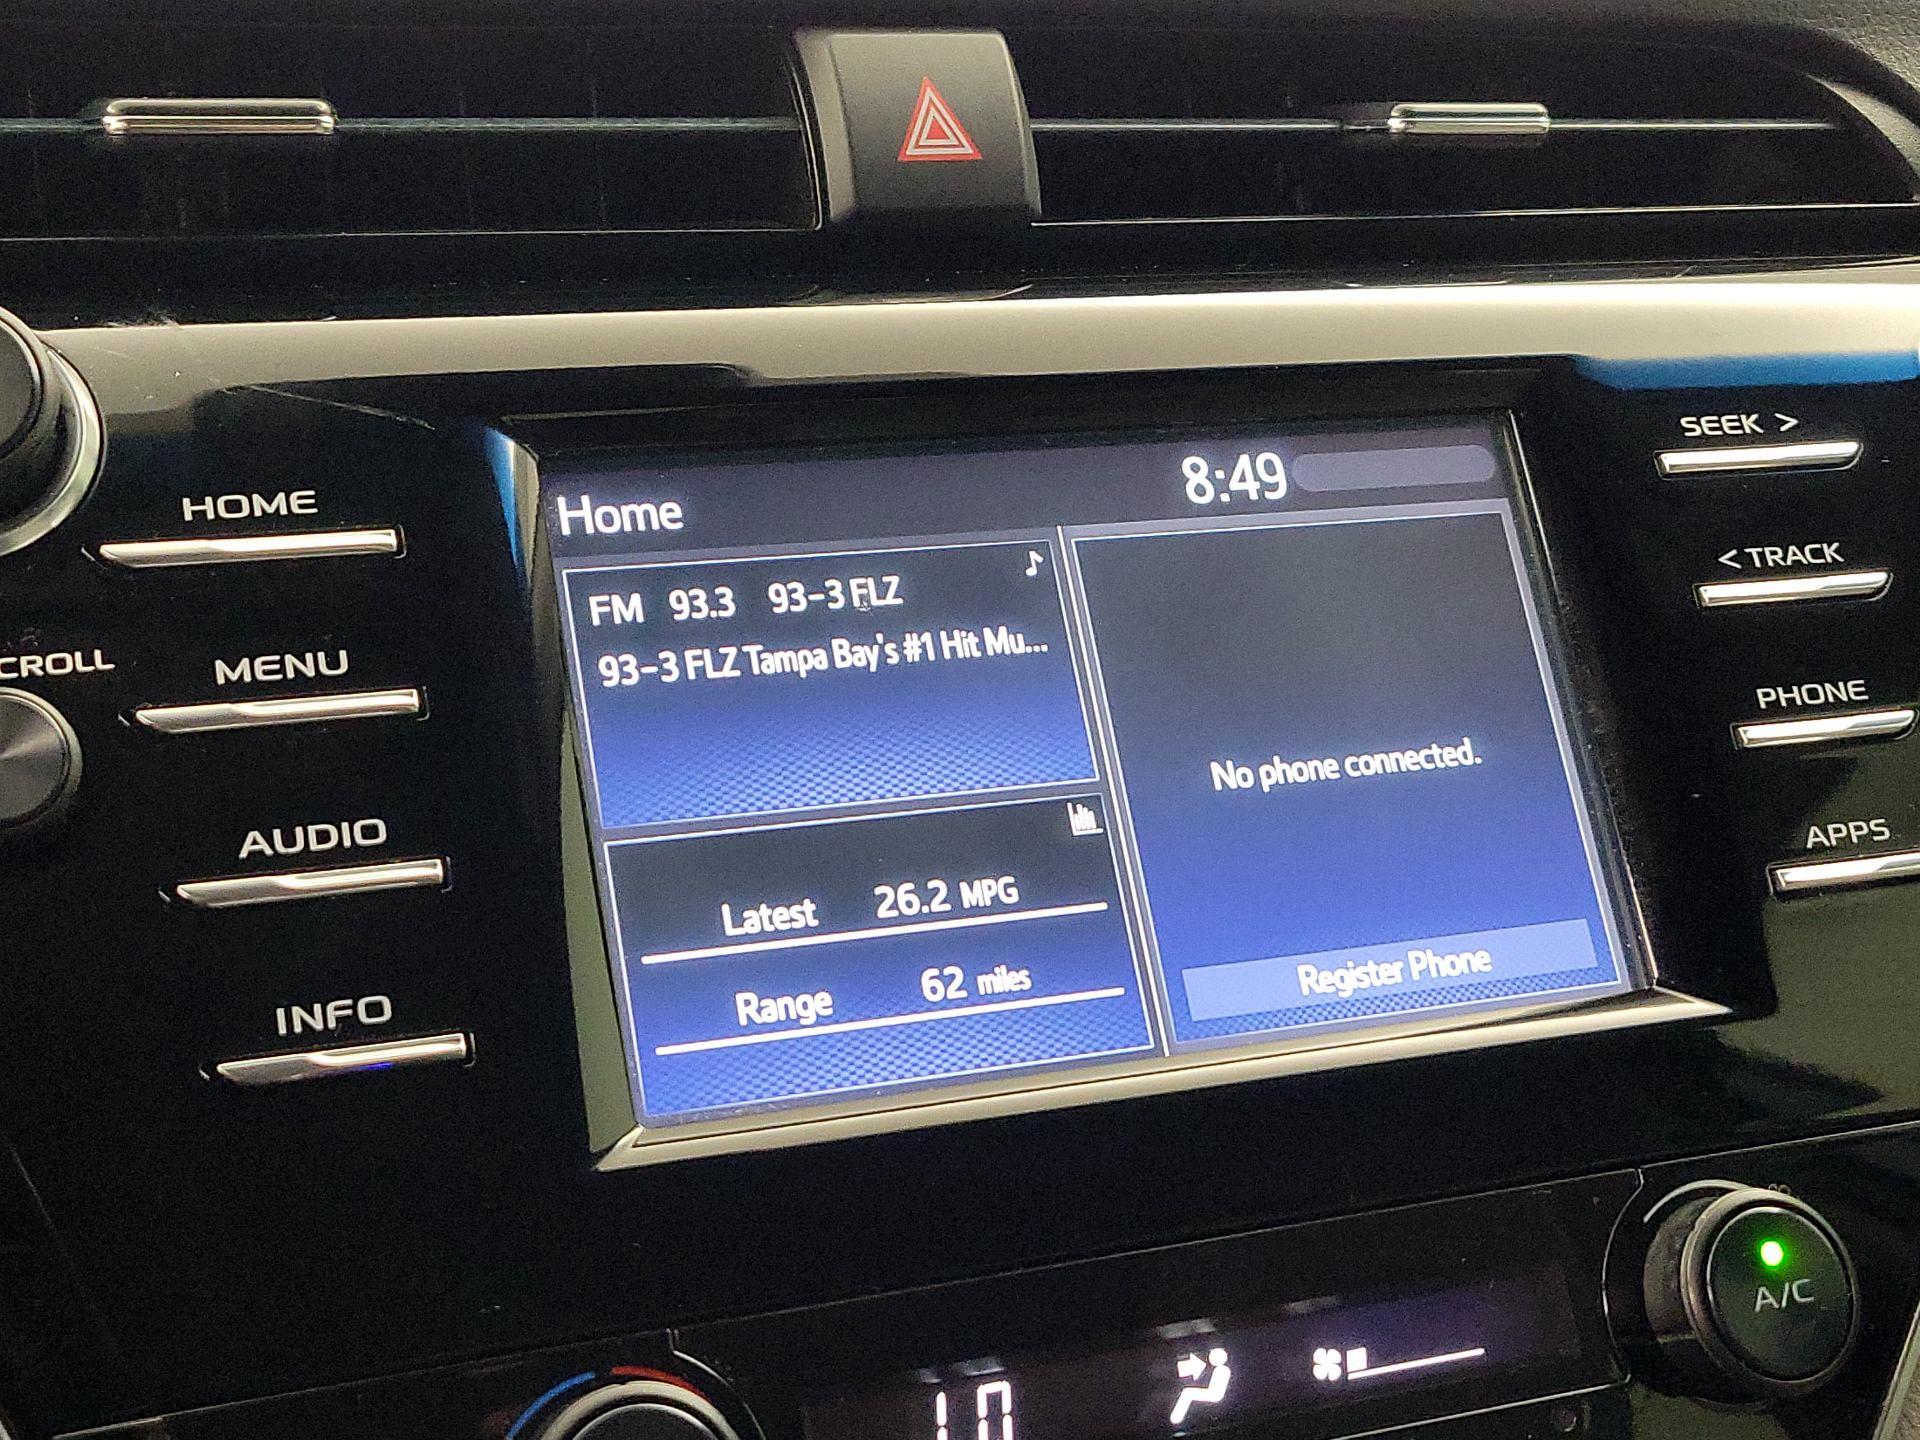 HOME
MENU
CROLL
AUDIO
INFO
Home
8:49
FM 93.3 93-3 FLZ
93-3 FLZ Tampa Bay's #1 Hit Mu...
Latest 26.2 MPG
Range 62 miles
No phone connected.
Register Phone
SEEK >
< TRACK
PHONE
APPS
A/C